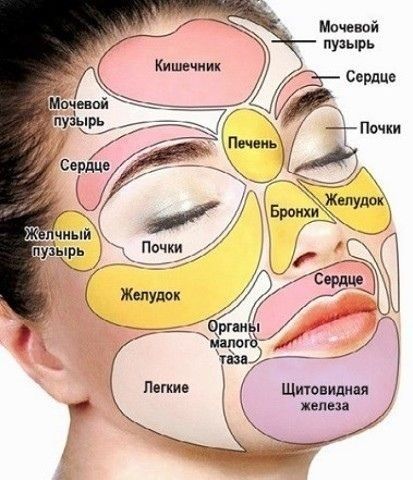 Мочевой
пузырь
Кишечник
Сердце
Мочевой
пузырь
Почки
Печень
Сердце
Желудок
Бронхи
Желчный
пузырь
Почки
Сердце
Желудок
Органы
малого
таза
Легкие
Щитовидная
железа